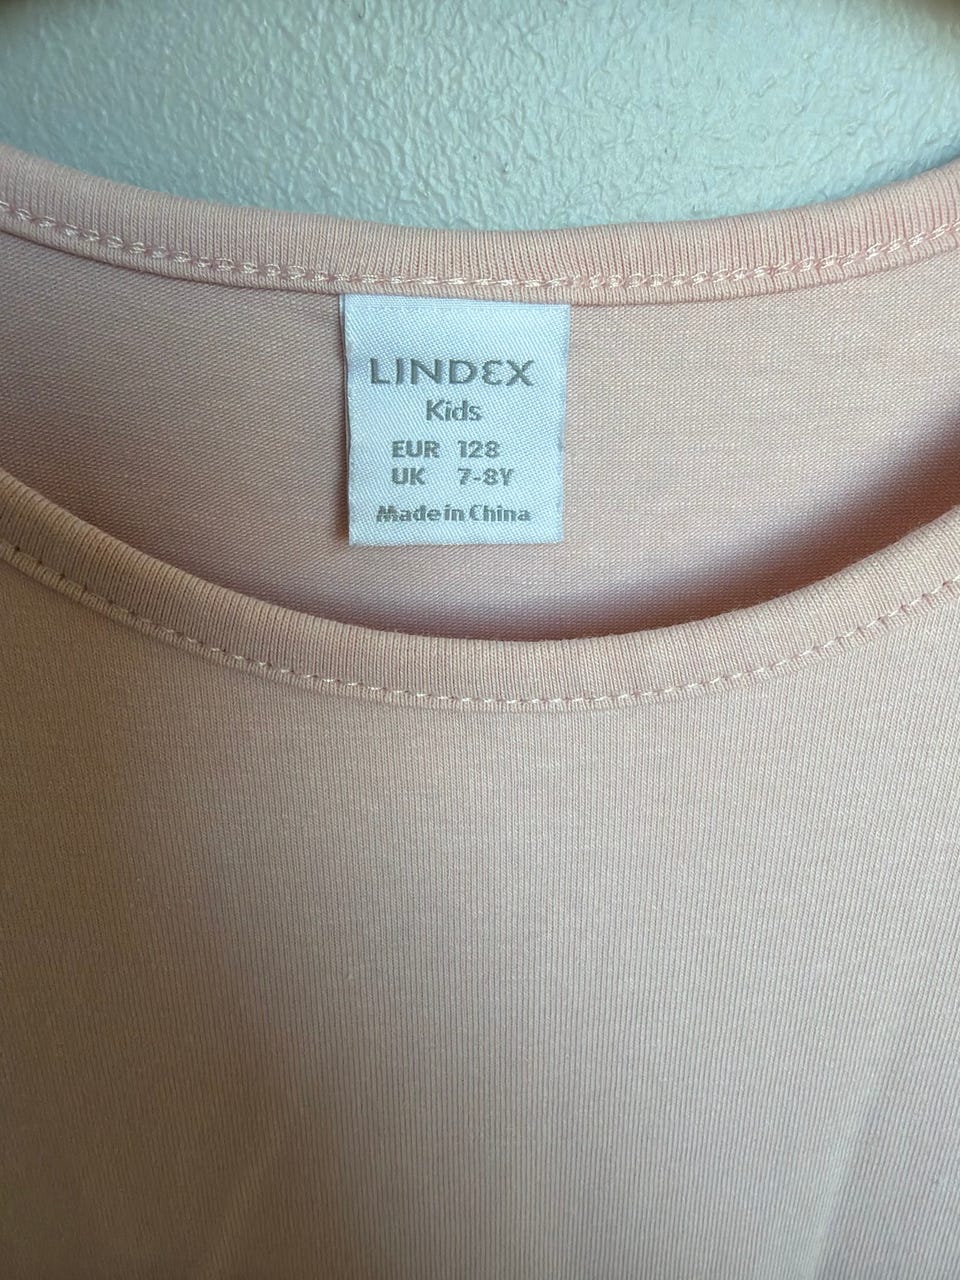 LINDEX
Kids
EUR 128
UK 7-8Y
Made in China